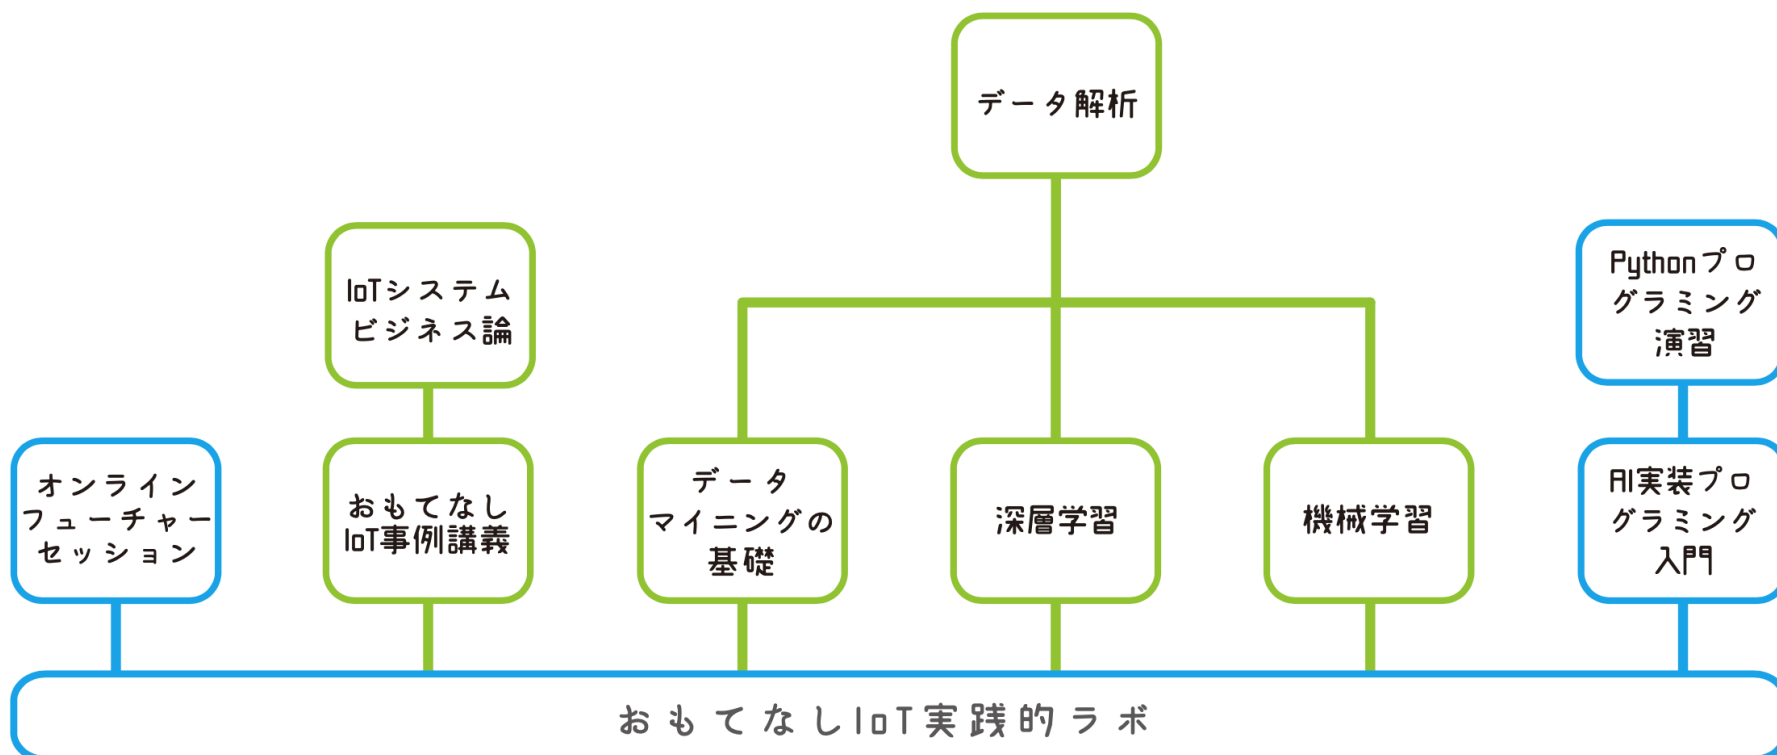 データ解析
IoTシステム
ビジネス論
Pythonプロ
グラミング
演習
オンライン
フューチャー
セッション
おもてなし
IoT事例講義
データ
マイニングの
基礎
深層学習
機械学習
AI実装プロ
グラミング
入門
おもてなしIoT実践的ラボ